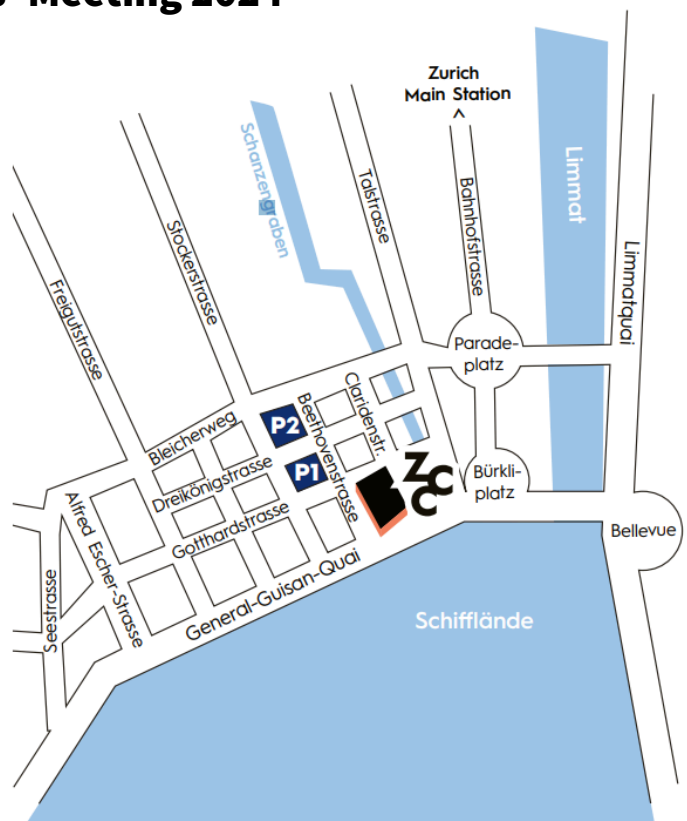 Meeting 2024
Zurich
Main Station
Schanzengraben
Limmat
Talstrasse
Bahnhofstrasse
Stockerstrasse
Limmatquai
Freigutstrasse
Parade-
platz
Claridenstr.
Beethovenstrasse
P2
Bleicherweg
ZCC
P1
Dreikönigstrasse
Bürkli-
platz
Alfred Escher-Strasse
Gotthardstrasse
Bellevue
General-Guisan-Quai
Seestrasse
Schifflände